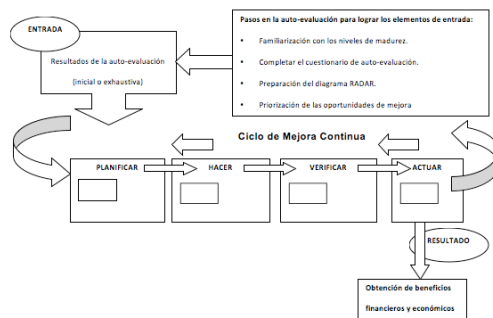 ENTRADA
Resultados de la auto-evaluación
(inicial o exhaustiva)
Pasos en la auto-evaluación para lograr los elementos de entrada:
• Familiarización con los niveles de madurez.
• Completar el cuestionario de auto-evaluación.
• Preparación del diagrama RADAR.
• Priorización de las oportunidades de mejora
Ciclo de Mejora Continua
PLANIFICAR
HACER
VERIFICAR
ACTUAR
RESULTADO
Obtención de beneficios
financieros y económicos